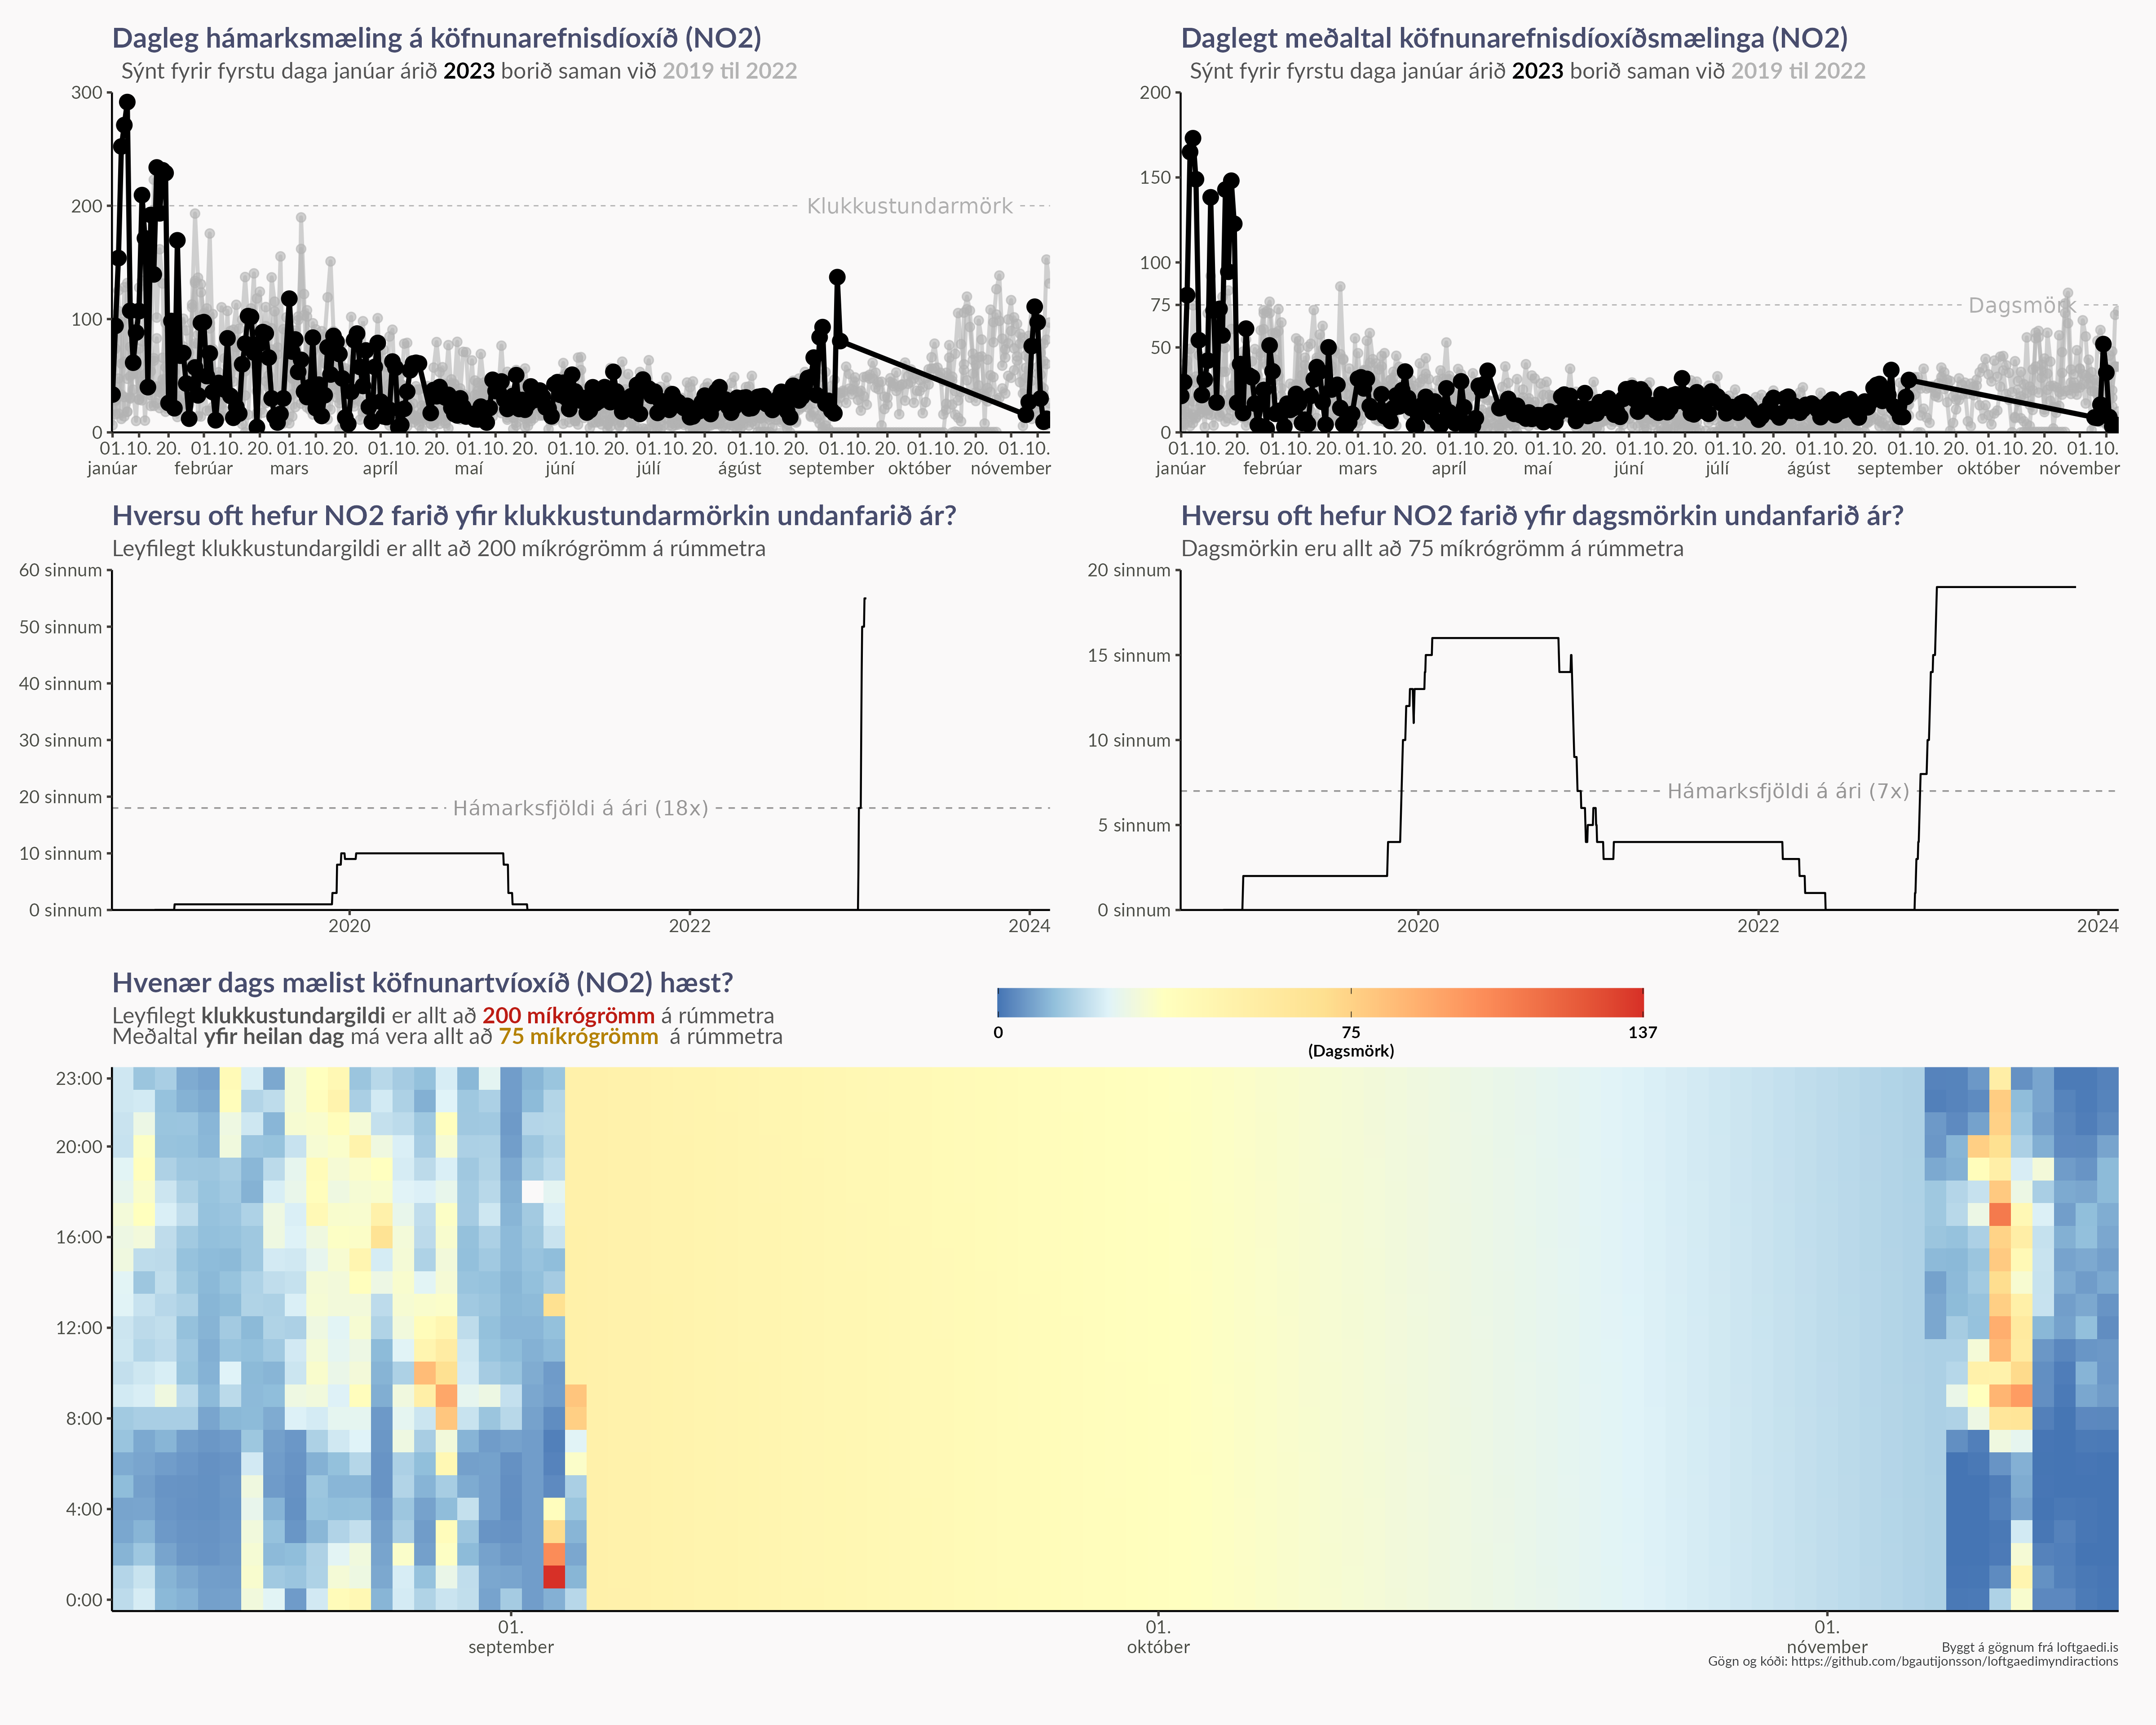 Dagleg hámarksmæling á köfnunarefnisdíoxíð (NO2)
Sýnt fyrir fyrstu daga janúar árið 2023 borið saman við 2019 til 2022
300
200
100
0
Klukkustundarmörk
01. 10. 20. 01. 10. 20. 01. 10. 20. 01. 10. 20. 01. 10. 20. 01. 10. 20. 01. 10. 20. 01. 10. 20. 01. 10. 20. 01. 10. 20. 01. 10.
janúar febrúar mars apríl maí júní júlí ágúst september október nóvember
Daglegt meðaltal köfnunarefnisdíoxíðsmælinga (NO2)
Sýnt fyrir fyrstu daga janúar árið 2023 borið saman við 2019 til 2022
200
150
100
75
50
0
Dagsmörk
01. 10. 20. 01. 10. 20. 01. 10. 20. 01. 10. 20. 01. 10. 20. 01. 10. 20. 01. 10. 20. 01. 10. 20. 01. 10. 20. 01. 10. 20. 01. 10.
janúar febrúar mars apríl maí júní júlí ágúst september október nóvember
Hversu oft hefur NO2 farið yfir klukkustundarmörkin undanfarið ár?
Leyfilegt klukkustundargildi er allt að 200 míkrógrömm á rúmmetra
60 sinnum
50 sinnum
40 sinnum
30 sinnum
20 sinnum
10 sinnum
0 sinnum
Hámarksfjöldi á ári (18x)
2020 2022 2024
Hversu oft hefur NO2 farið yfir dagsmörkin undanfarið ár?
Dagsmörkin eru allt að 75 míkrógrömm á rúmmetra
20 sinnum
15 sinnum
10 sinnum
5 sinnum
0 sinnum
Hámarksfjöldi á ári (7x)
2020 2022 2024
Hvenær dags mælist köfnunartvíoxíð (NO2) hæst?
Leyfilegt klukkustundargildi er allt að 200 míkrógrömm á rúmmetra
Meðaltal yfir heilan dag má vera allt að 75 míkrógrömm á rúmmetra
0 75 137
(Dagsmörk)
23:00
20:00
16:00
12:00
8:00
4:00
0:00
01. 01. 01.
september október nóvember
Byggt á gögnum frá loftgaedi.is
Gögn og kóði: https://github.com/bgautijonsson/loftgaedimyndiractions